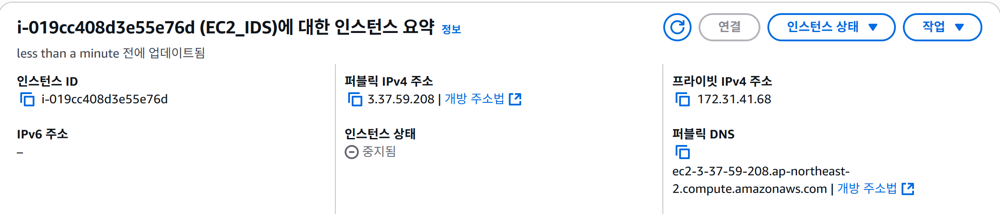 i-019cc408d3e55e76d (EC2_IDS)에 대한 인스턴스 요약 정보
연결
인스턴스 상태
작업
less than a minute 전에 업데이트됨
인스턴스 ID
i-019cc408d3e55e76d
퍼블릭 IPv4 주소
3.37.59.208 | 개방 주소법
프라이빗 IPv4 주소
172.31.41.68
IPv6 주소
–
인스턴스 상태
중지됨
퍼블릭 DNS
ec2-3-37-59-208.ap-northeast-
2.compute.amazonaws.com | 개방 주소법